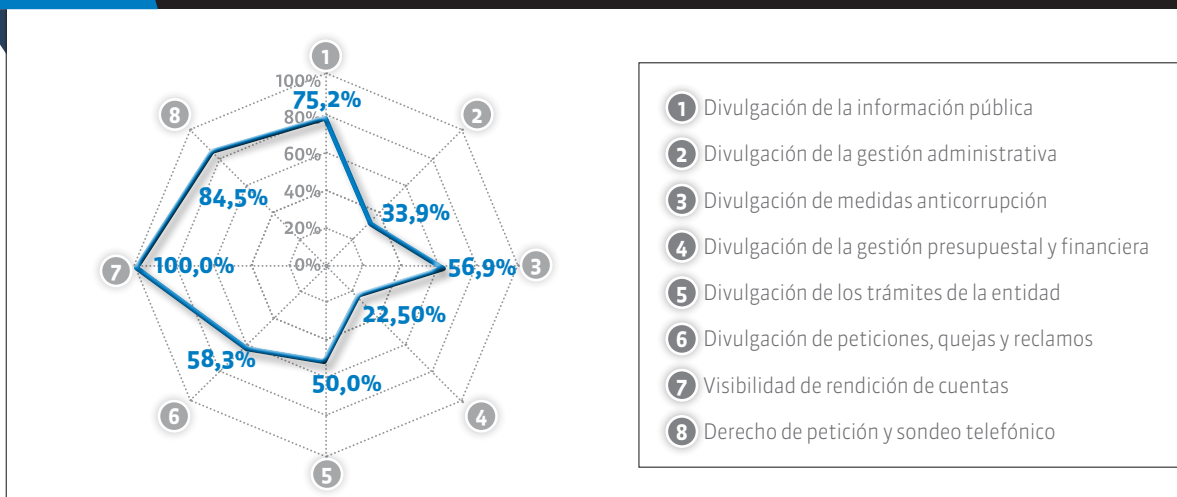 1
100%
75,2%
80%
8
2
60%
84,5%
40%
33,9%
20%
7
100,0%
0%
56,9%
3
22,50%
58,3%
50,0%
6
4
5
1 Divulgación de la información pública
2 Divulgación de la gestión administrativa
3 Divulgación de medidas anticorrupción
4 Divulgación de la gestión presupuestal y financiera
5 Divulgación de los trámites de la entidad
6 Divulgación de peticiones, quejas y reclamos
7 Visibilidad de rendición de cuentas
8 Derecho de petición y sondeo telefónico